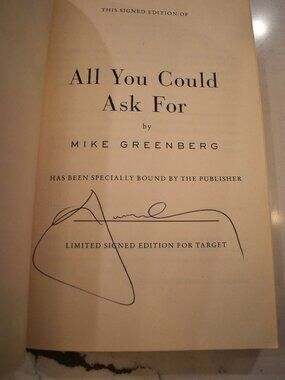 THIS SIGNED EDITION OF
All You Could
Ask For
by
MIKE GREENBERG
HAS BEEN SPECIALLY BOUND BY THE PUBLISHER
LIMITED SIGNED EDITION FOR TARGET